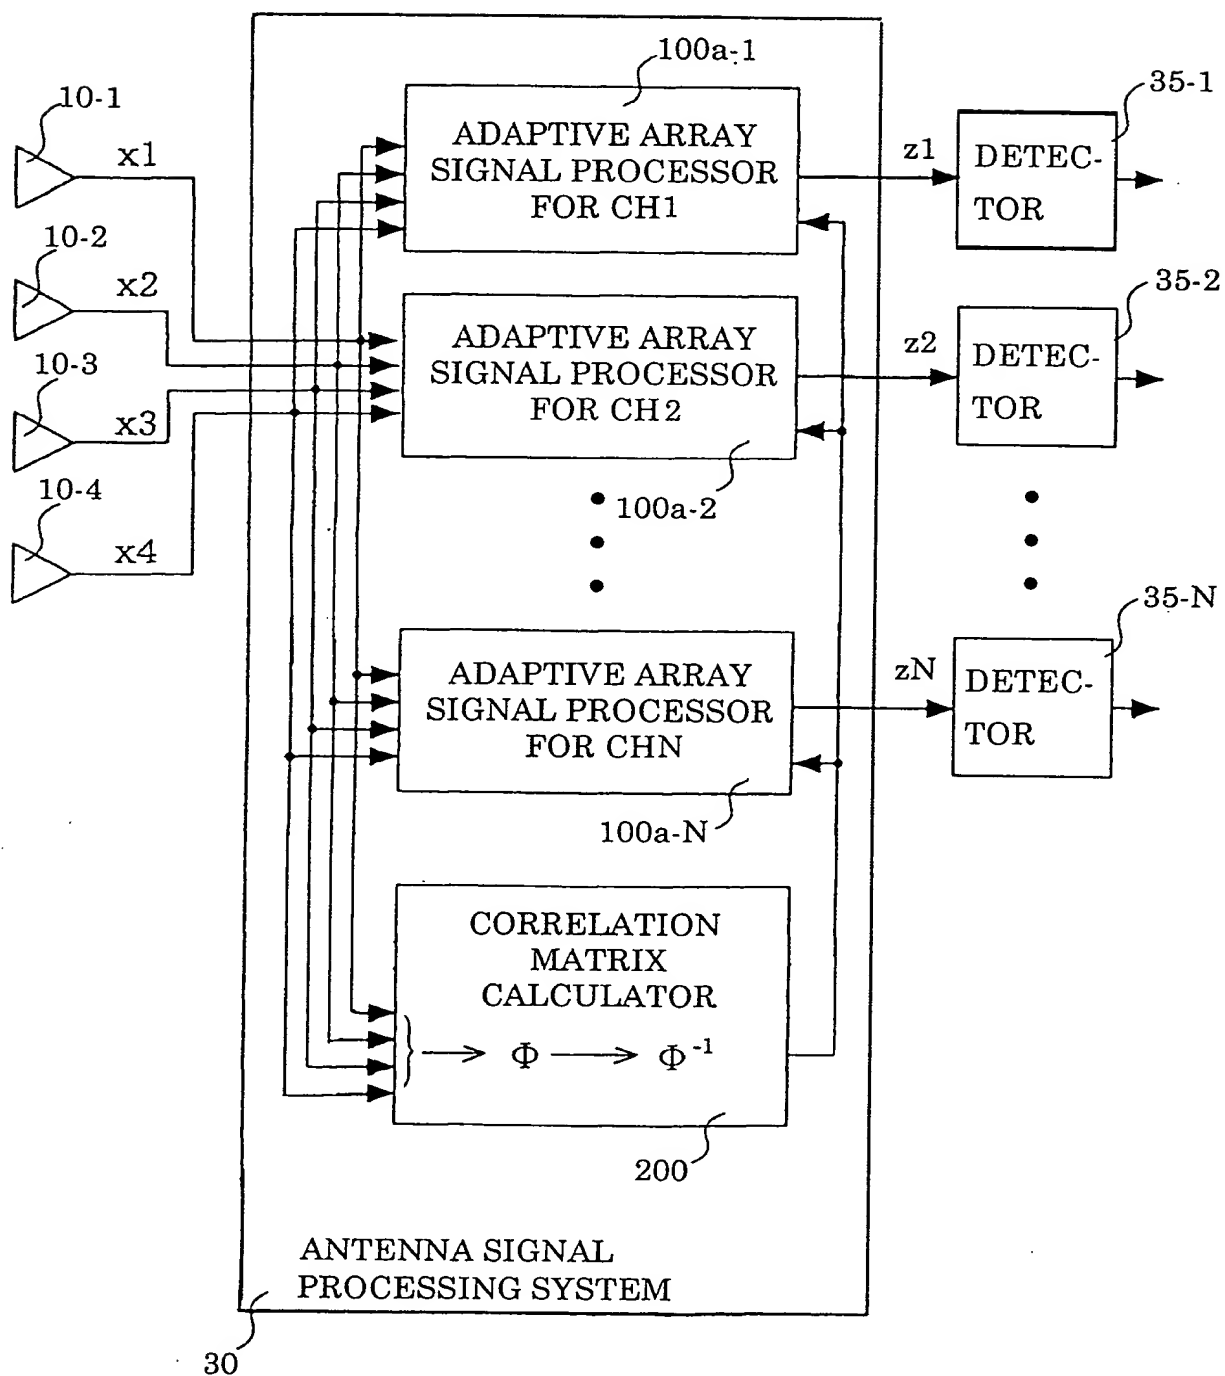 100a-1
10-1
x1
ADAPTIVE ARRAY
SIGNAL PROCESSOR
FOR CH1
z1
35-1
DETEC-
TOR
10-2
x2
ADAPTIVE ARRAY
SIGNAL PROCESSOR
FOR CH2
z2
35-2
DETEC-
TOR
10-3
x3
100a-2
10-4
x4
ADAPTIVE ARRAY
SIGNAL PROCESSOR
FOR CHN
zN
35-N
DETEC-
TOR
100a-N
CORRELATION
MATRIX
CALCULATOR
Φ Φ-1
200
ANTENNA SIGNAL
PROCESSING SYSTEM
30